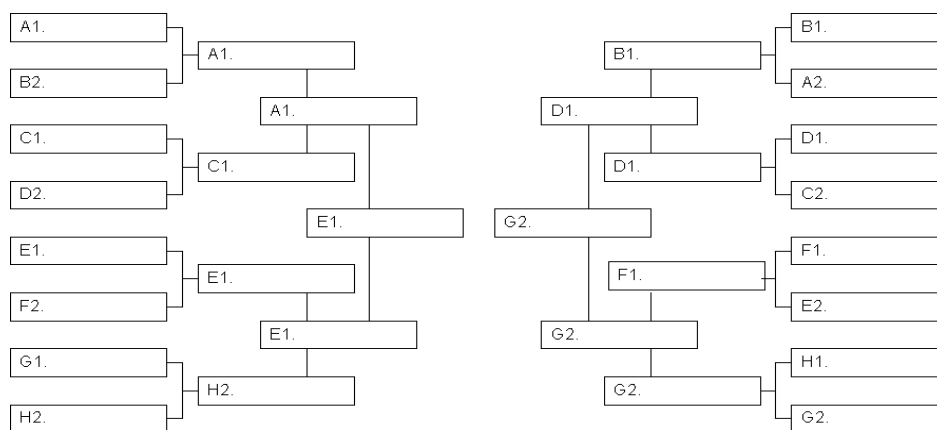 A1.
B2.
C1.
D2.
E1.
F2.
G1.
H2.
A1.
C1.
E1.
H2.
A1.
E1.
E1.
G2.
D1.
G2.
B1.
D1.
F1.
G2.
B1.
A2.
D1.
C2.
F1.
E2.
H1.
G2.